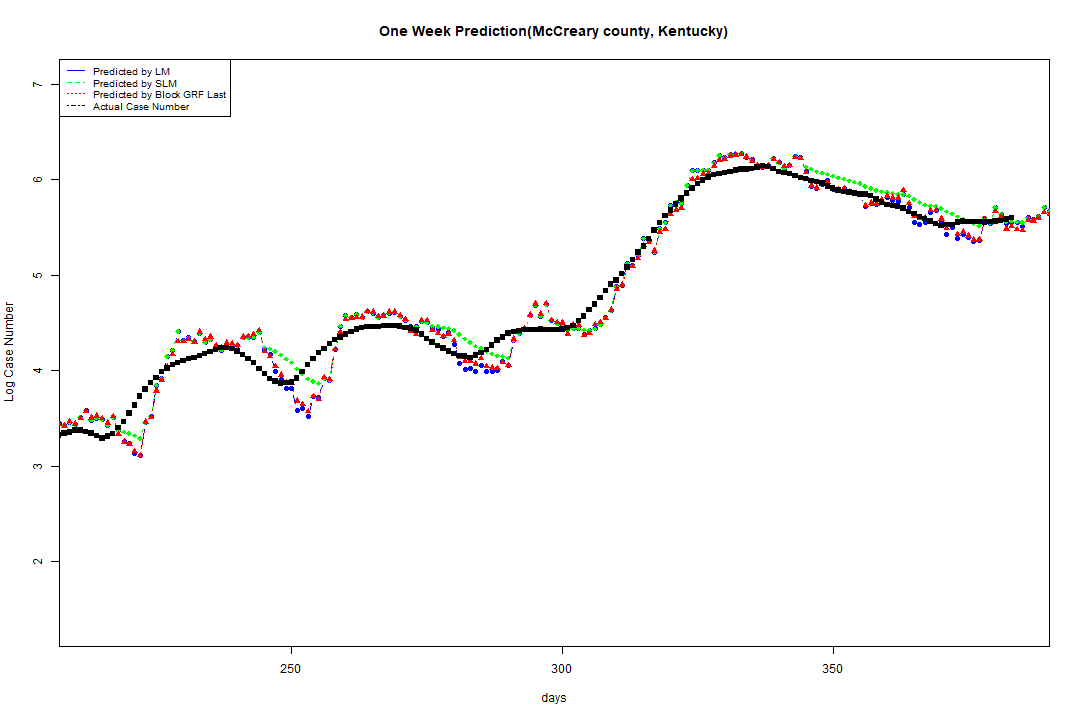 One Week Prediction(McCreary county, Kentucky)
Predicted by LM
Predicted by SLM
Predicted by Block GRF Last
Actual Case Number
7
6
5
4
3
2
Log Case Number
250
300
350
days